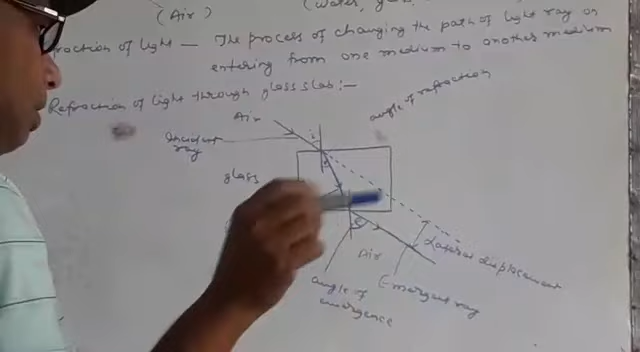 (Air)
(Water,
fraction of light — The process of changing the path of light ray on
entering from one medium to another medium
Refraction of light through glass slab:-
Air
angle of refraction
Incident
ray
i
glass
r
e
Air
Lateral displacement
Emergent ray
angle of
emergence